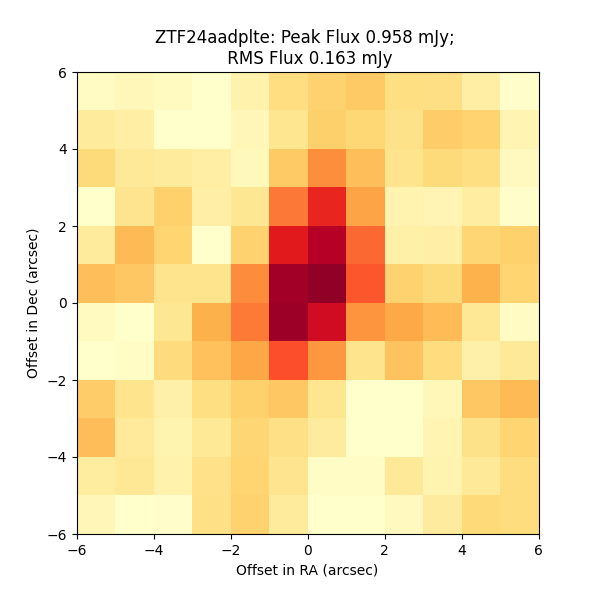 ZTF24aadplte: Peak Flux 0.958 mJy;
RMS Flux 0.163 mJy
6
4
2
0
−2
−4
−6
Offset in Dec (arcsec)
−6 −4 −2 0 2 4 6
Offset in RA (arcsec)